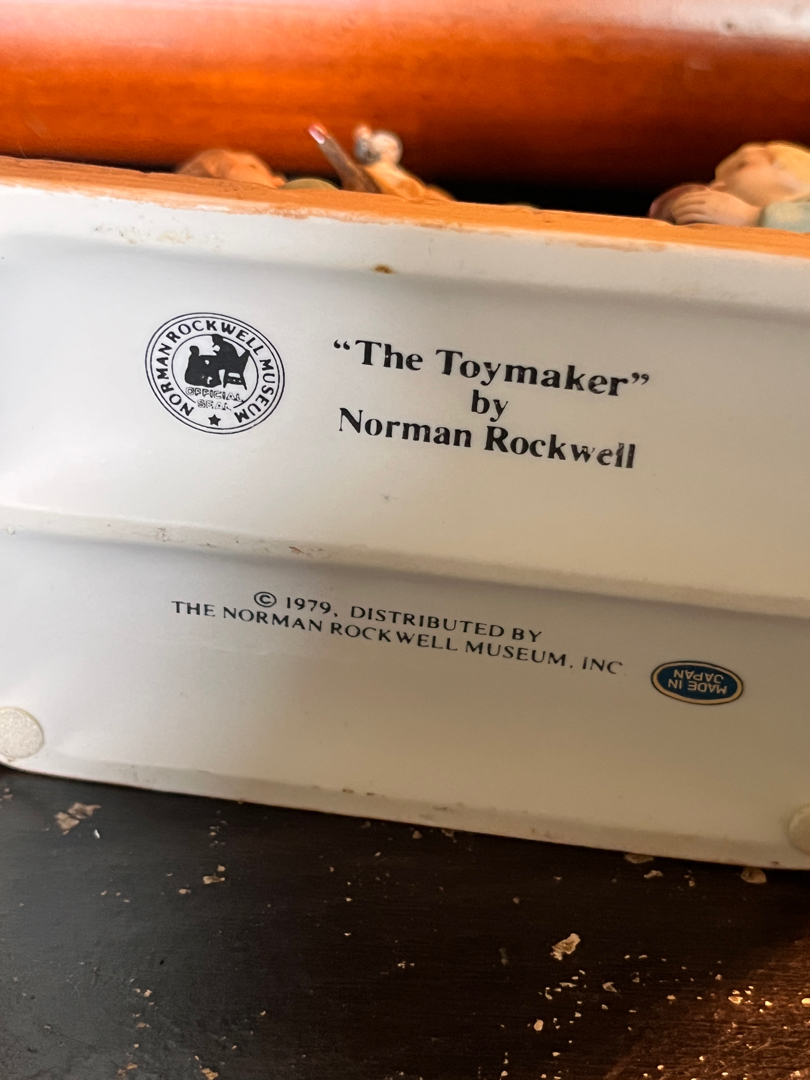 NORMAN ROCKWELL MUSEUM
OFFICIAL
SEAL
“The Toymaker”
by
Norman Rockwell
© 1979, DISTRIBUTED BY
THE NORMAN ROCKWELL MUSEUM, INC
MADE IN
JAPAN